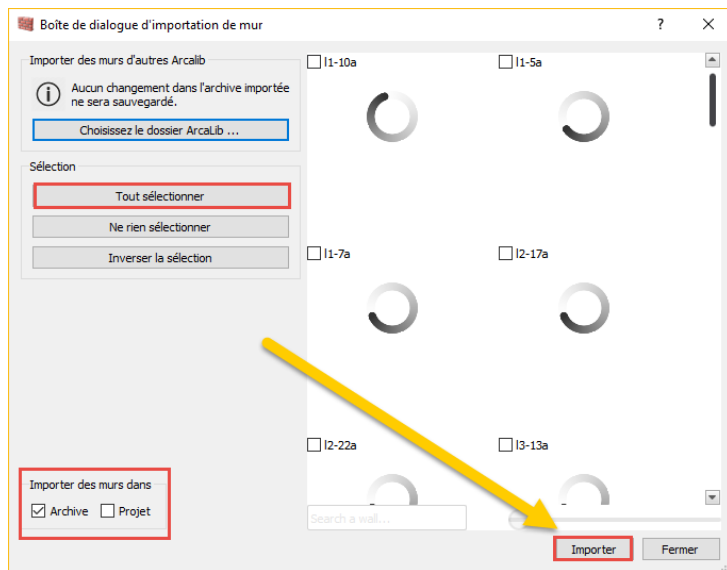 Boîte de dialogue d'importation de mur
?
Importer des murs d'autres Arcalib
Aucun changement dans l'archive importée
ne sera sauvegardé.
Choisissez le dossier ArcaLib ...
Sélection
Tout sélectionner
Ne rien sélectionner
Inverser la sélection
Importer des murs dans
Archive
Projet
l1-10a
l1-5a
l1-7a
l2-17a
l2-22a
l3-13a
Search a wall...
Importer
Fermer